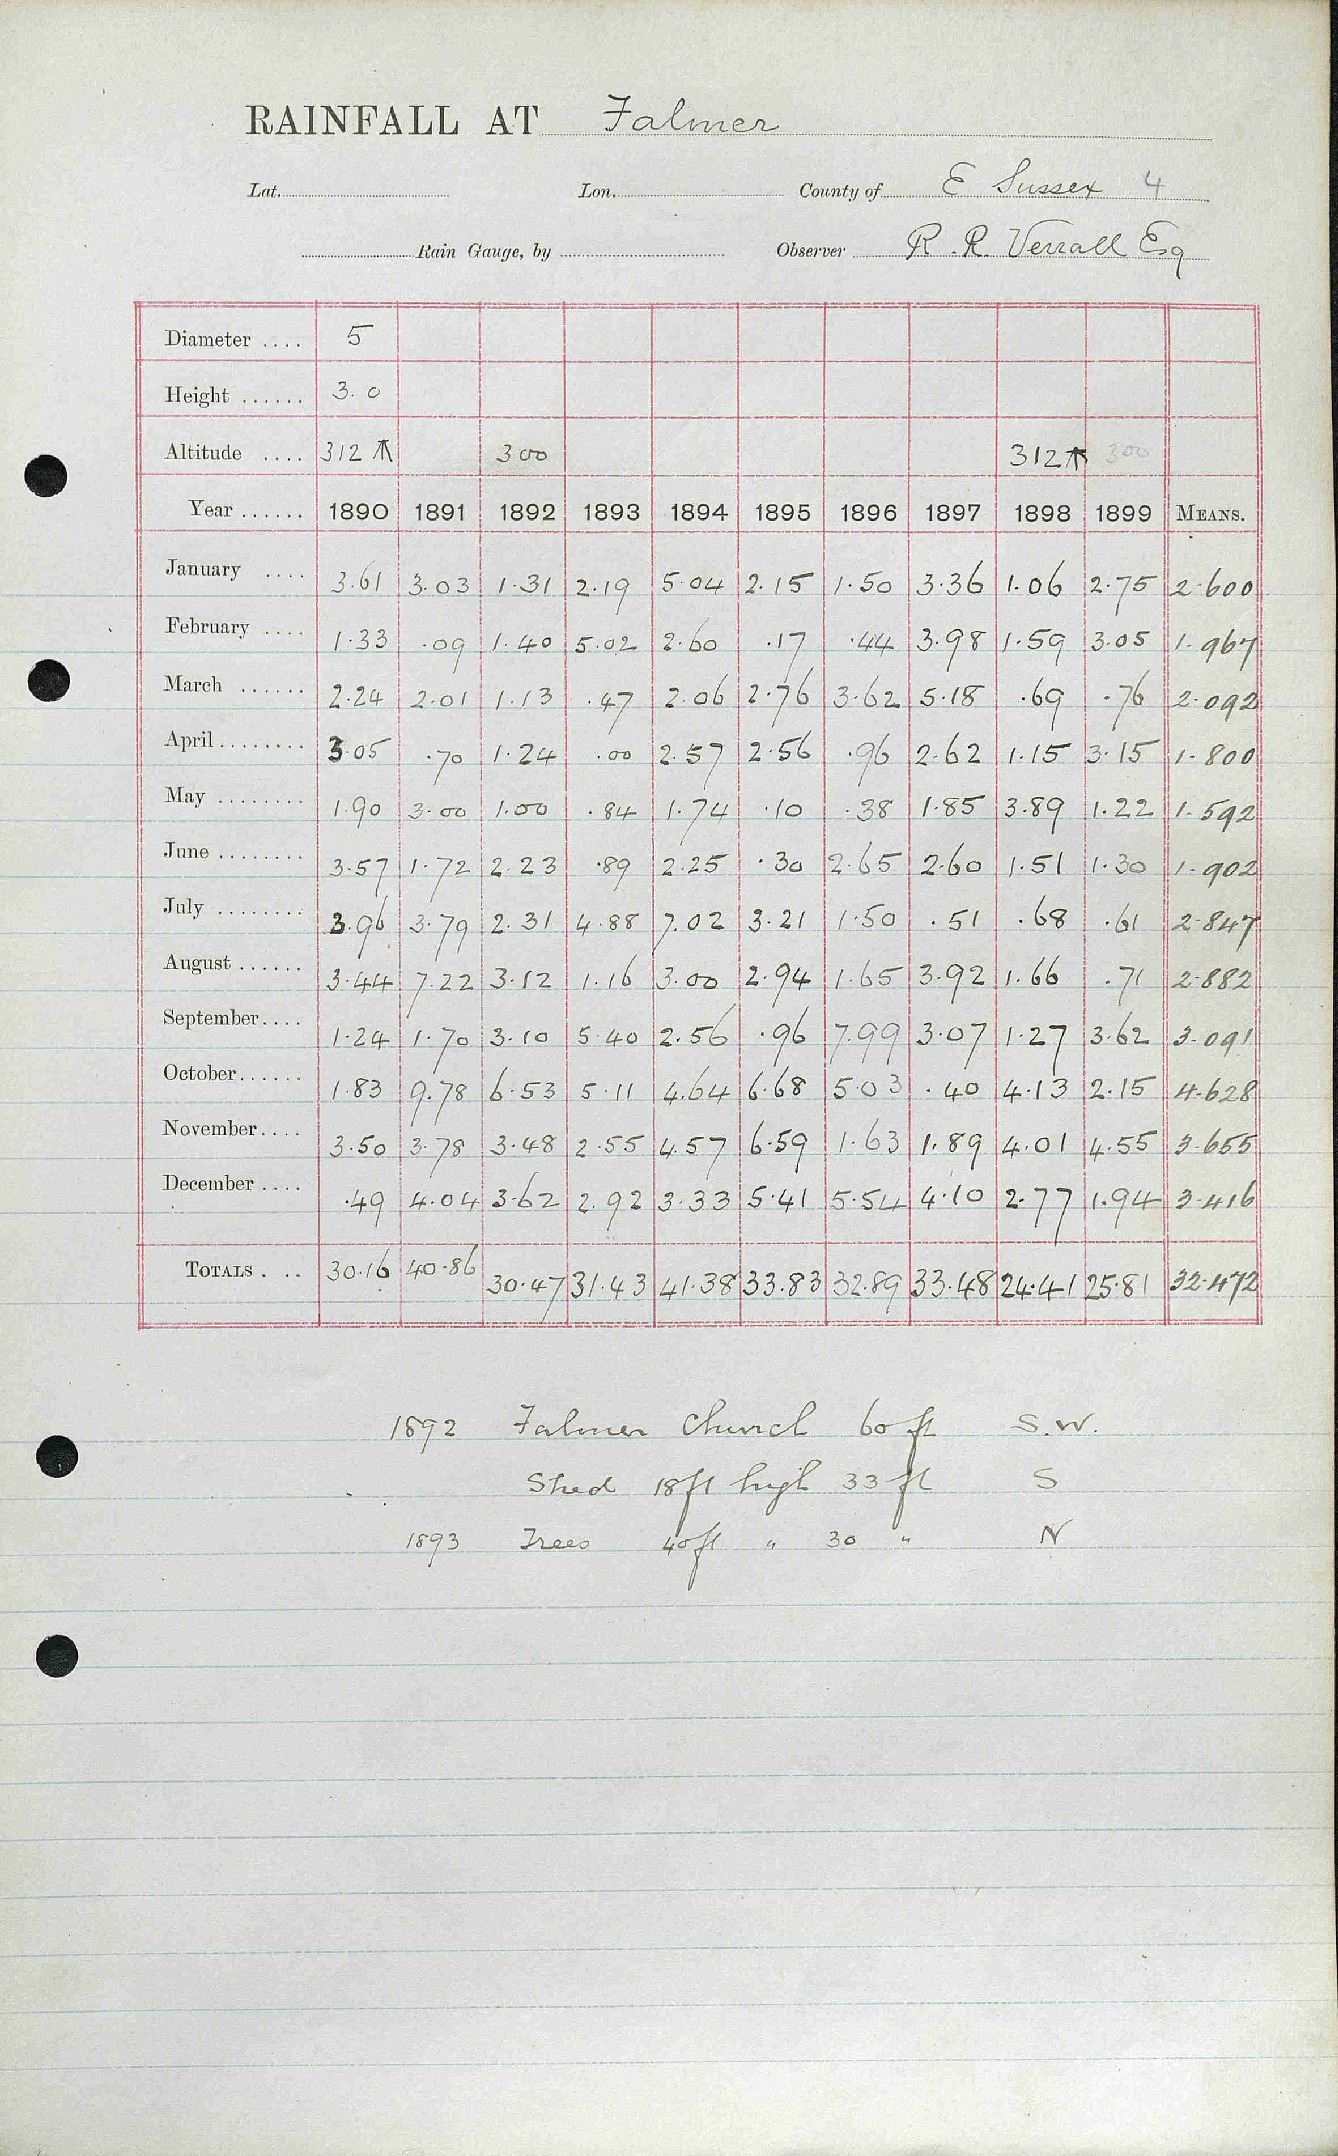 RAINFALL AT Falmer
Lat. Lon. County of E Sussex 4
Rain Gauge, by Observer R. R. Verrall Esq
Diameter .... 5
Height ...... 3.0
Altitude .... 312 ⚻ 300 312 ⚻ 300
Year ...... 1890 1891 1892 1893 1894 1895 1896 1897 1898 1899 MEANS.
January .... 3.61 3.03 1.31 2.19 5.04 2.15 1.50 3.36 1.06 2.75 2.600
February .... 1.33 .09 1.40 5.02 2.60 .17 .44 3.98 1.59 3.05 1.967
March ...... 2.24 2.01 1.13 .47 2.06 2.76 3.62 5.18 .69 .76 2.092
April ........ 3.05 .70 1.24 .00 2.57 2.56 .96 2.62 1.15 3.15 1.800
May ........ 1.90 3.00 1.00 .84 1.74 .10 .38 1.85 3.89 1.22 1.592
June ........ 3.57 1.72 2.23 .89 2.25 .30 2.65 2.60 1.51 1.30 1.902
July ........ 3.96 3.79 2.31 4.88 7.02 3.21 1.50 .51 .68 .61 2.847
August ...... 3.44 7.22 3.12 1.16 3.00 2.94 1.65 3.92 1.66 .71 2.882
September.... 1.24 1.70 3.10 5.40 2.56 .96 7.99 3.07 1.27 3.62 3.091
October...... 1.83 9.78 6.53 5.11 4.64 6.68 5.03 .40 4.13 2.15 4.628
November.... 3.50 3.78 3.48 2.55 4.57 6.59 1.63 1.89 4.01 4.55 3.655
December .... .49 4.04 3.62 2.92 3.33 5.41 5.54 4.10 2.77 1.94 3.416
TOTALS . .. 30.16 40.86 30.47 31.43 41.38 33.83 32.89 33.48 24.41 25.81 32.472
1892 Falmer Church 60 ft S.W.
Shed 18ft high 33 ft S
1893 Trees 40ft " 30 " N